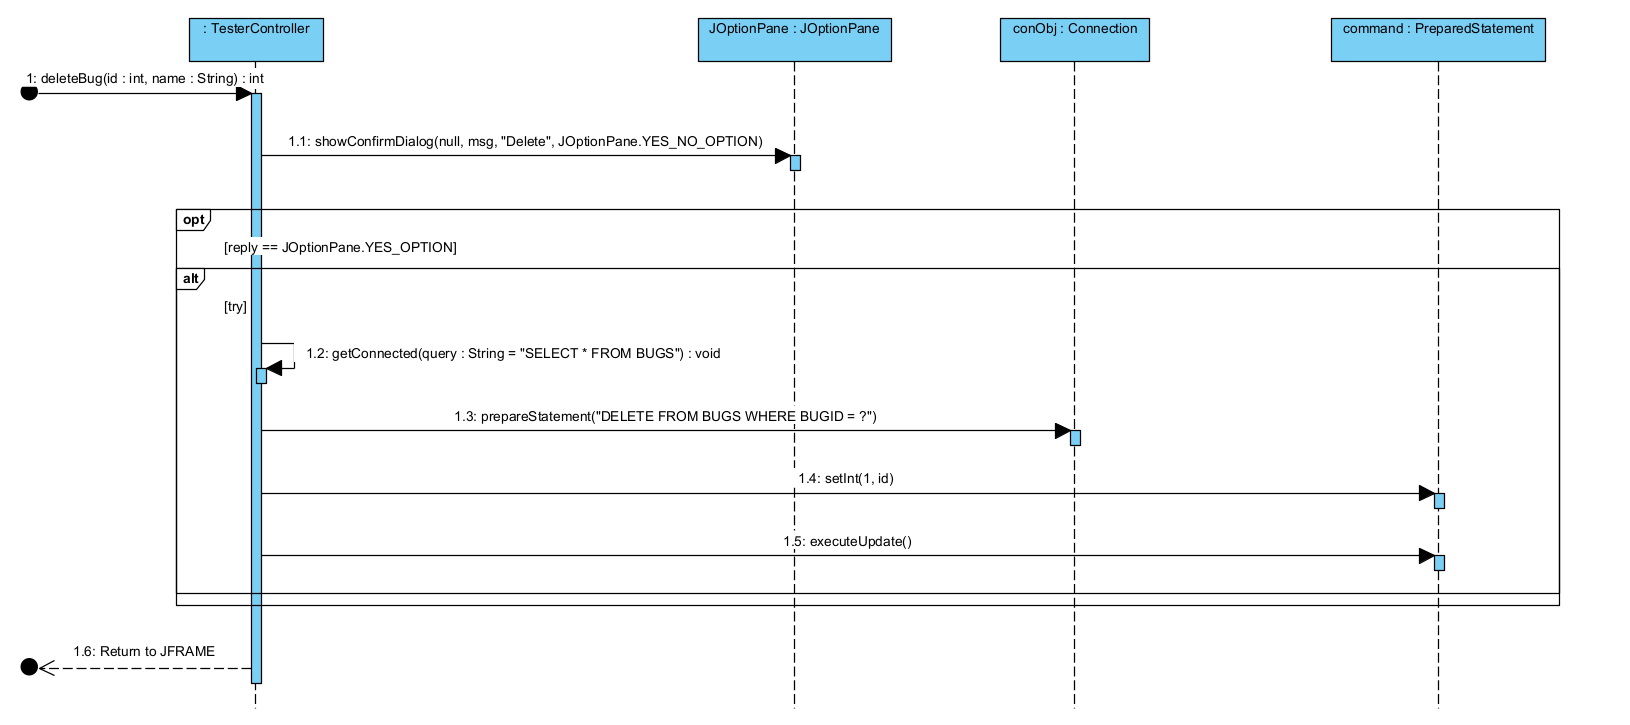 : TesterController
JOptionPane : JOptionPane
conObj : Connection
command : PreparedStatement
1: deleteBug(id : int, name : String) : int
1.1: showConfirmDialog(null, msg, "Delete", JOptionPane.YES_NO_OPTION)
opt
[reply == JOptionPane.YES_OPTION]
alt
[try]
1.2: getConnected(query : String = "SELECT * FROM BUGS") : void
1.3: prepareStatement("DELETE FROM BUGS WHERE BUGID = ?")
1.4: setInt(1, id)
1.5: executeUpdate()
1.6: Return to JFRAME